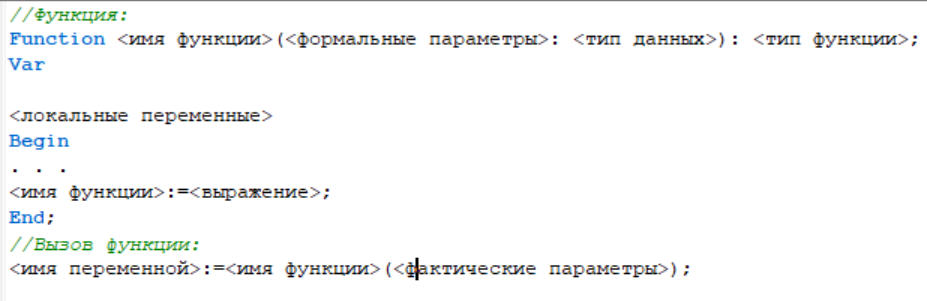 //Функция:
Function <имя функции>(<формальные параметры>: <тип данных>): <тип функции>;
Var
<локальные переменные>
Begin
. . .
<имя функции>:=<выражение>;
End;
//Вызов функции:
<имя переменной>:=<имя функции>(<фактические параметры>);